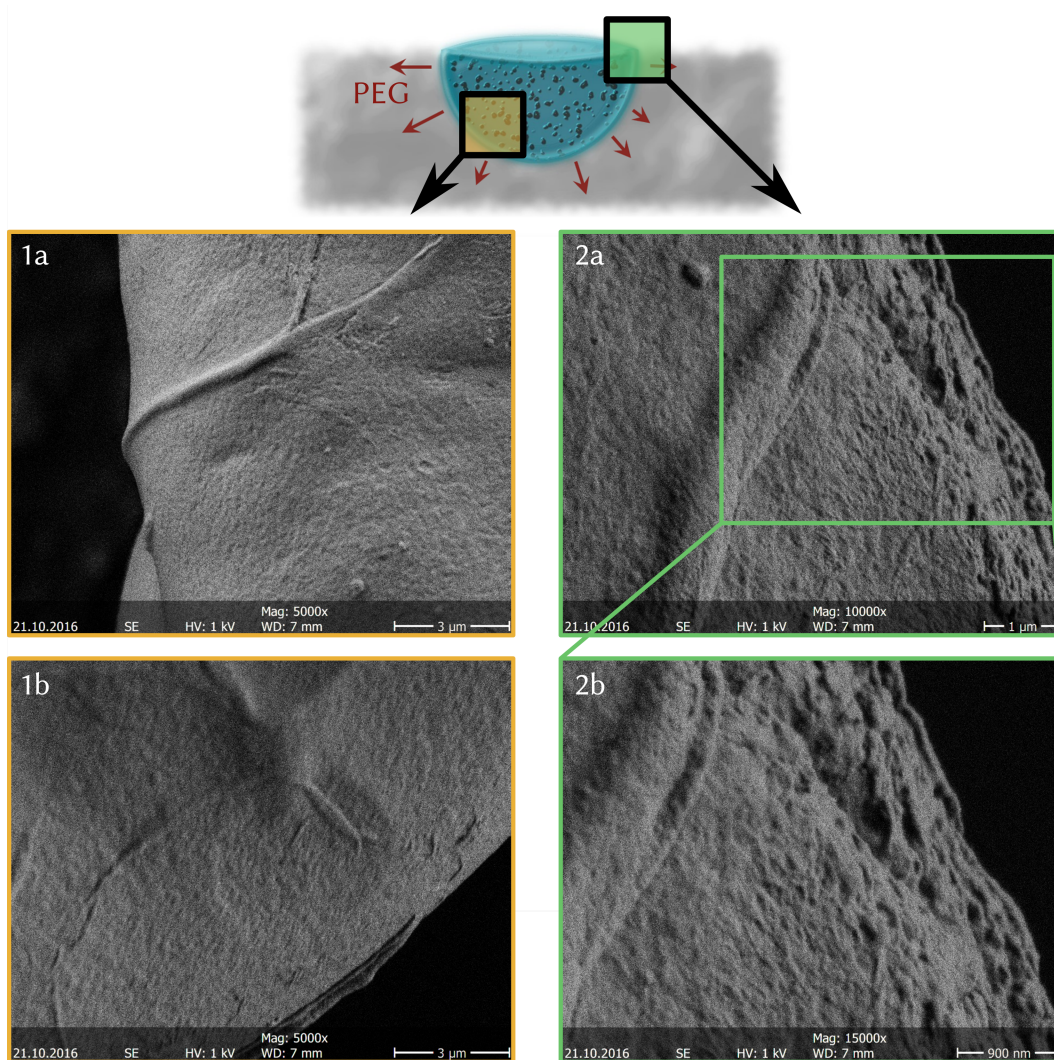 PEG
1a
Mag: 5000x
21.10.2016 SE HV: 1 kV WD: 7 mm 3 µm
2a
Mag: 10000x
21.10.2016 SE HV: 1 kV WD: 7 mm 1 µm
1b
Mag: 5000x
21.10.2016 SE HV: 1 kV WD: 7 mm 3 µm
2b
Mag: 15000x
21.10.2016 SE HV: 1 kV WD: 7 mm 900 nm